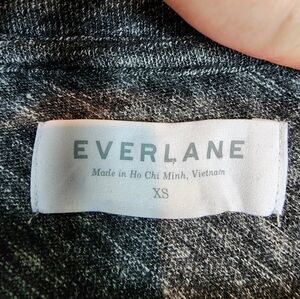 EVERLANE
Made in Ho Chi Minh, Vietnam
XS